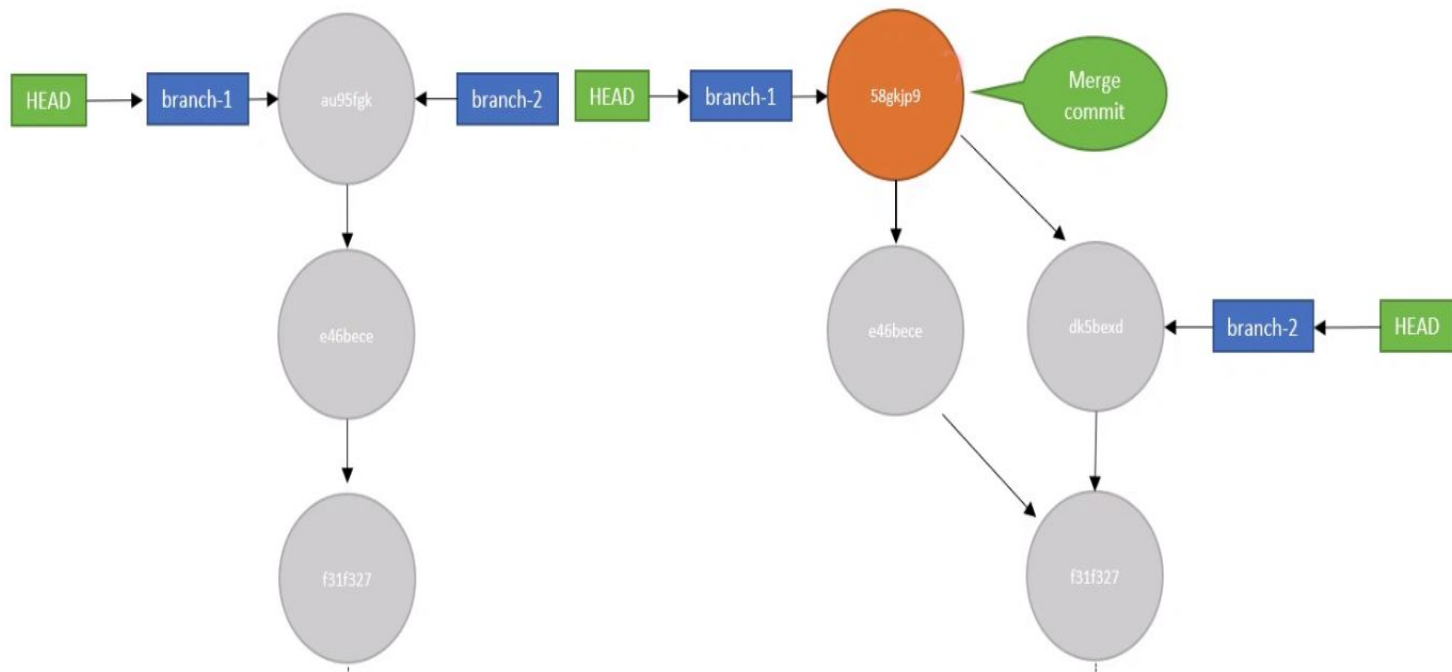 HEAD
branch-1
au95fgk
branch-2
e46bece
f31f327
HEAD
branch-1
58gkjp9
Merge
commit
e46bece
dk5bexd
branch-2
HEAD
f31f327